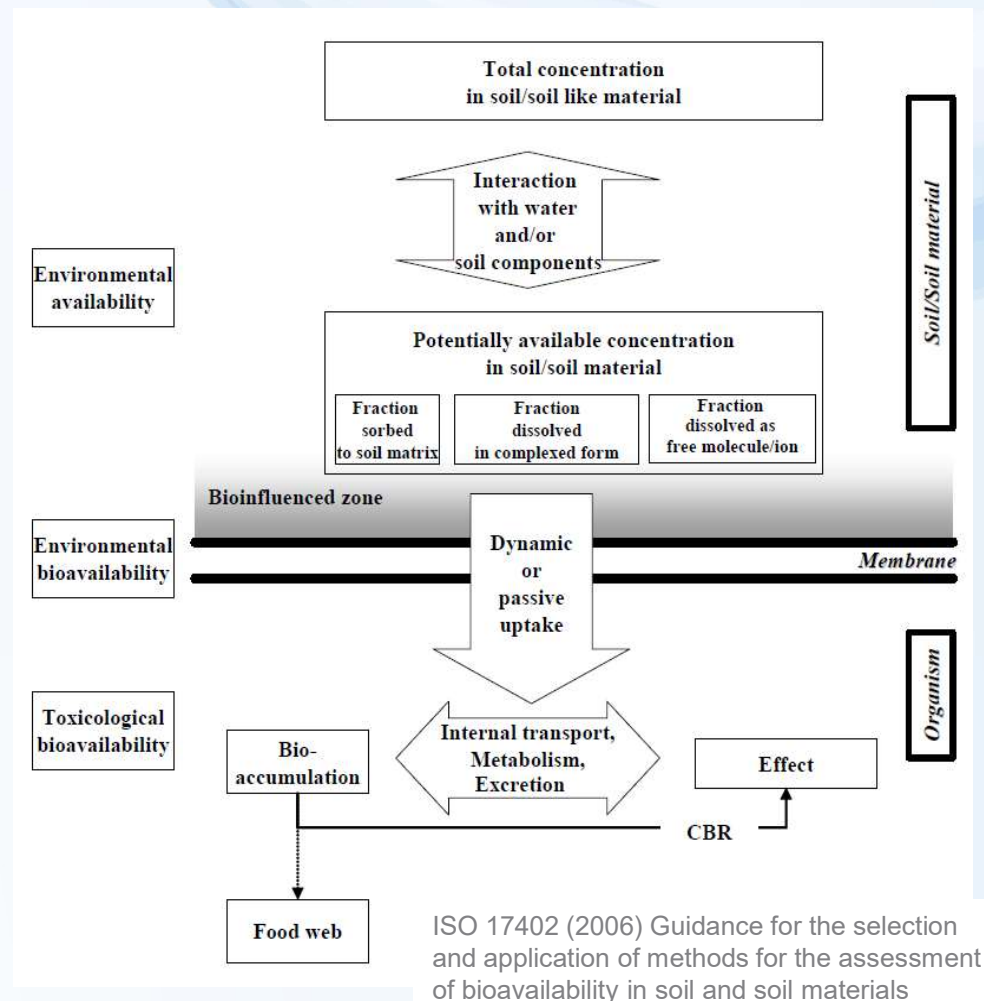 Total concentration
in soil/soil like material
Interaction
with water
and/or
soil components
Soil/Soil material
Environmental
availability
Potentially available concentration
in soil/soil material
Fraction
sorbed
to soil matrix
Fraction
dissolved
in complexed form
Fraction
dissolved as
free molecule/ion
Bioinfluenced zone
Environmental
bioavailability
Dynamic
or
passive
uptake
Membrane
Organism
Toxicological
bioavailability
Bio-
accumulation
Internal transport,
Metabolism,
Excretion
Effect
CBR
Food web
ISO 17402 (2006) Guidance for the selection
and application of methods for the assessment
of bioavailability in soil and soil materials